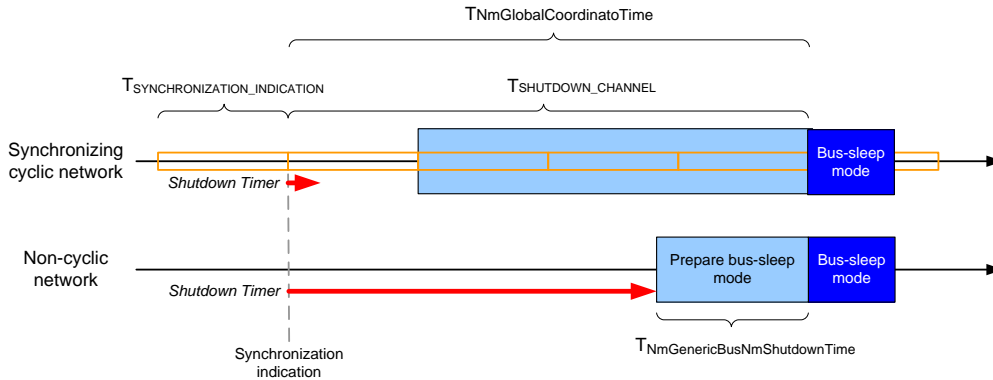 TNmGlobalCoordinatoTime
TSYNCHRONIZATION_INDICATION
TSHUTDOWN_CHANNEL
Synchronizing
cyclic network
Bus-sleep
mode
Shutdown Timer
Non-cyclic
network
Prepare bus-sleep
mode
Bus-sleep
mode
Shutdown Timer
Synchronization
indication
TNmGenericBusNmShutdownTime